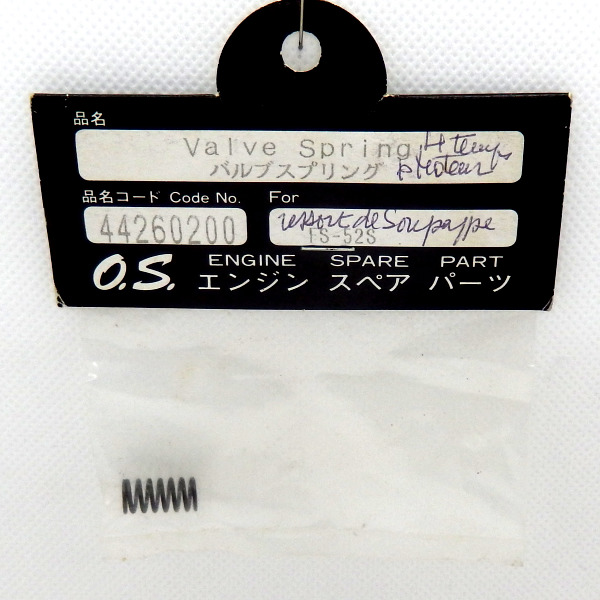 品名
Valve Spring 4 temps
バルブスプリング moteur
品名コード Code No. For
44260200 ressort de Soupappe
FS-52S
O.S. ENGINE SPARE PART
エンジン スペア パーツ